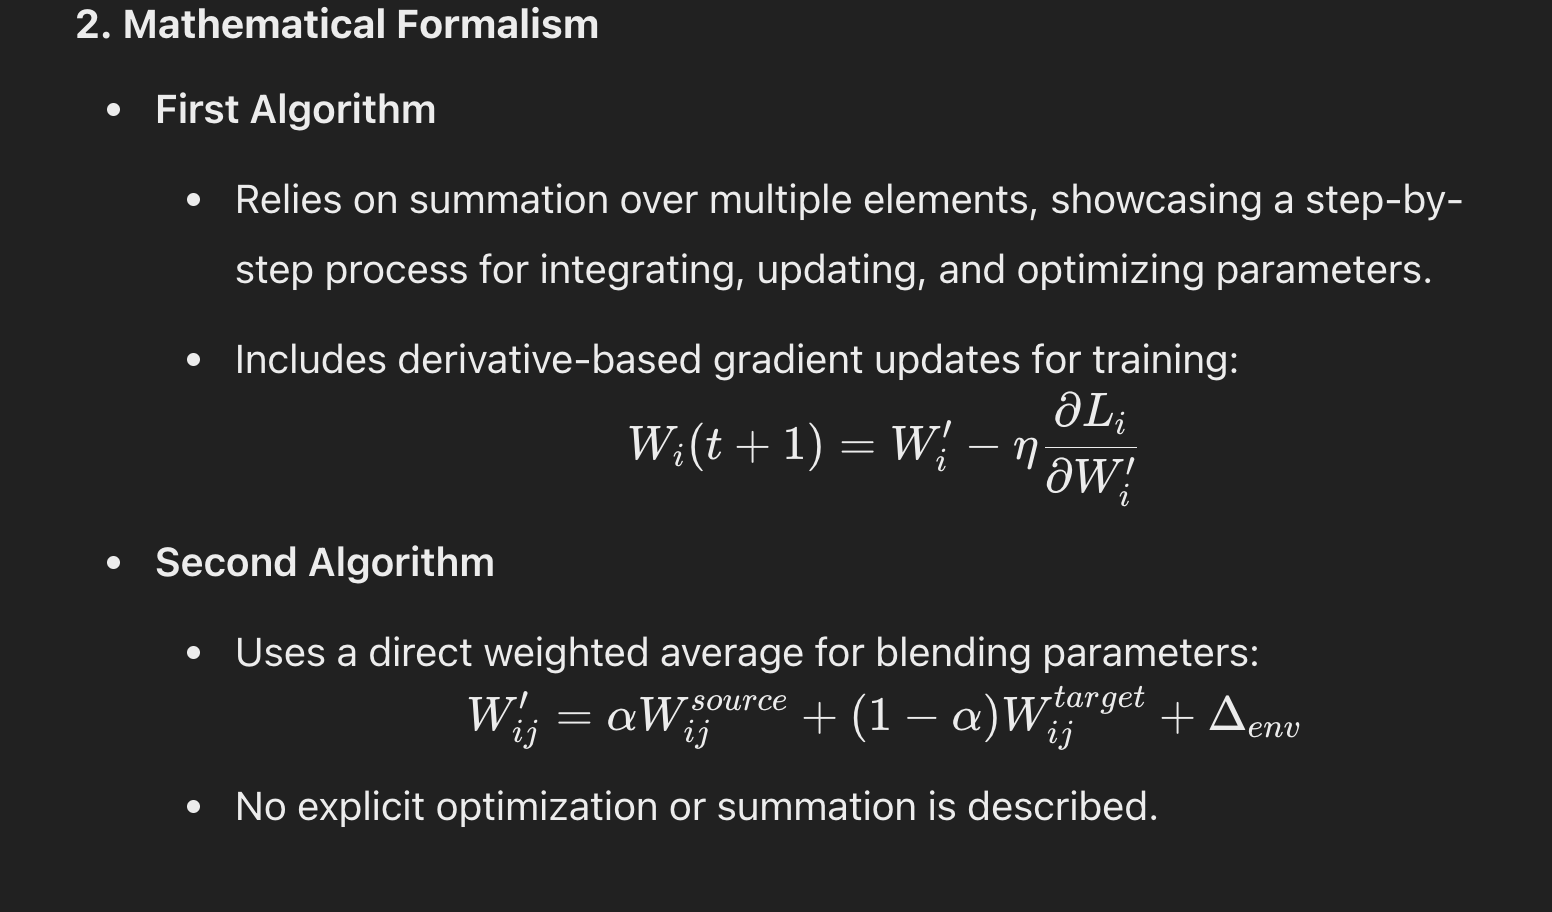 2. Mathematical Formalism
• First Algorithm
• Relies on summation over multiple elements, showcasing a step-by-
step process for integrating, updating, and optimizing parameters.
• Includes derivative-based gradient updates for training:
$W_i(t+1) = W_i' - \eta \frac{\partial L_i}{\partial W_i'}$
• Second Algorithm
• Uses a direct weighted average for blending parameters:
$W_{ij}' = \alpha W_{ij}^{source} + (1 - \alpha) W_{ij}^{target} + \Delta_{env}$
• No explicit optimization or summation is described.